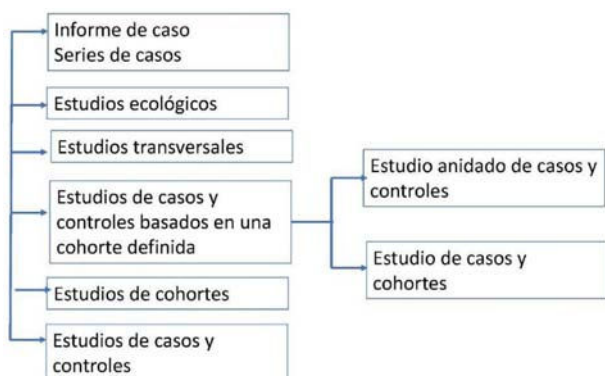 Informe de caso
Series de casos
Estudios ecológicos
Estudios transversales
Estudios de casos y
controles basados en una
cohorte definida
Estudios de cohortes
Estudios de casos y
controles
Estudio anidado de casos y
controles
Estudio de casos y
cohortes